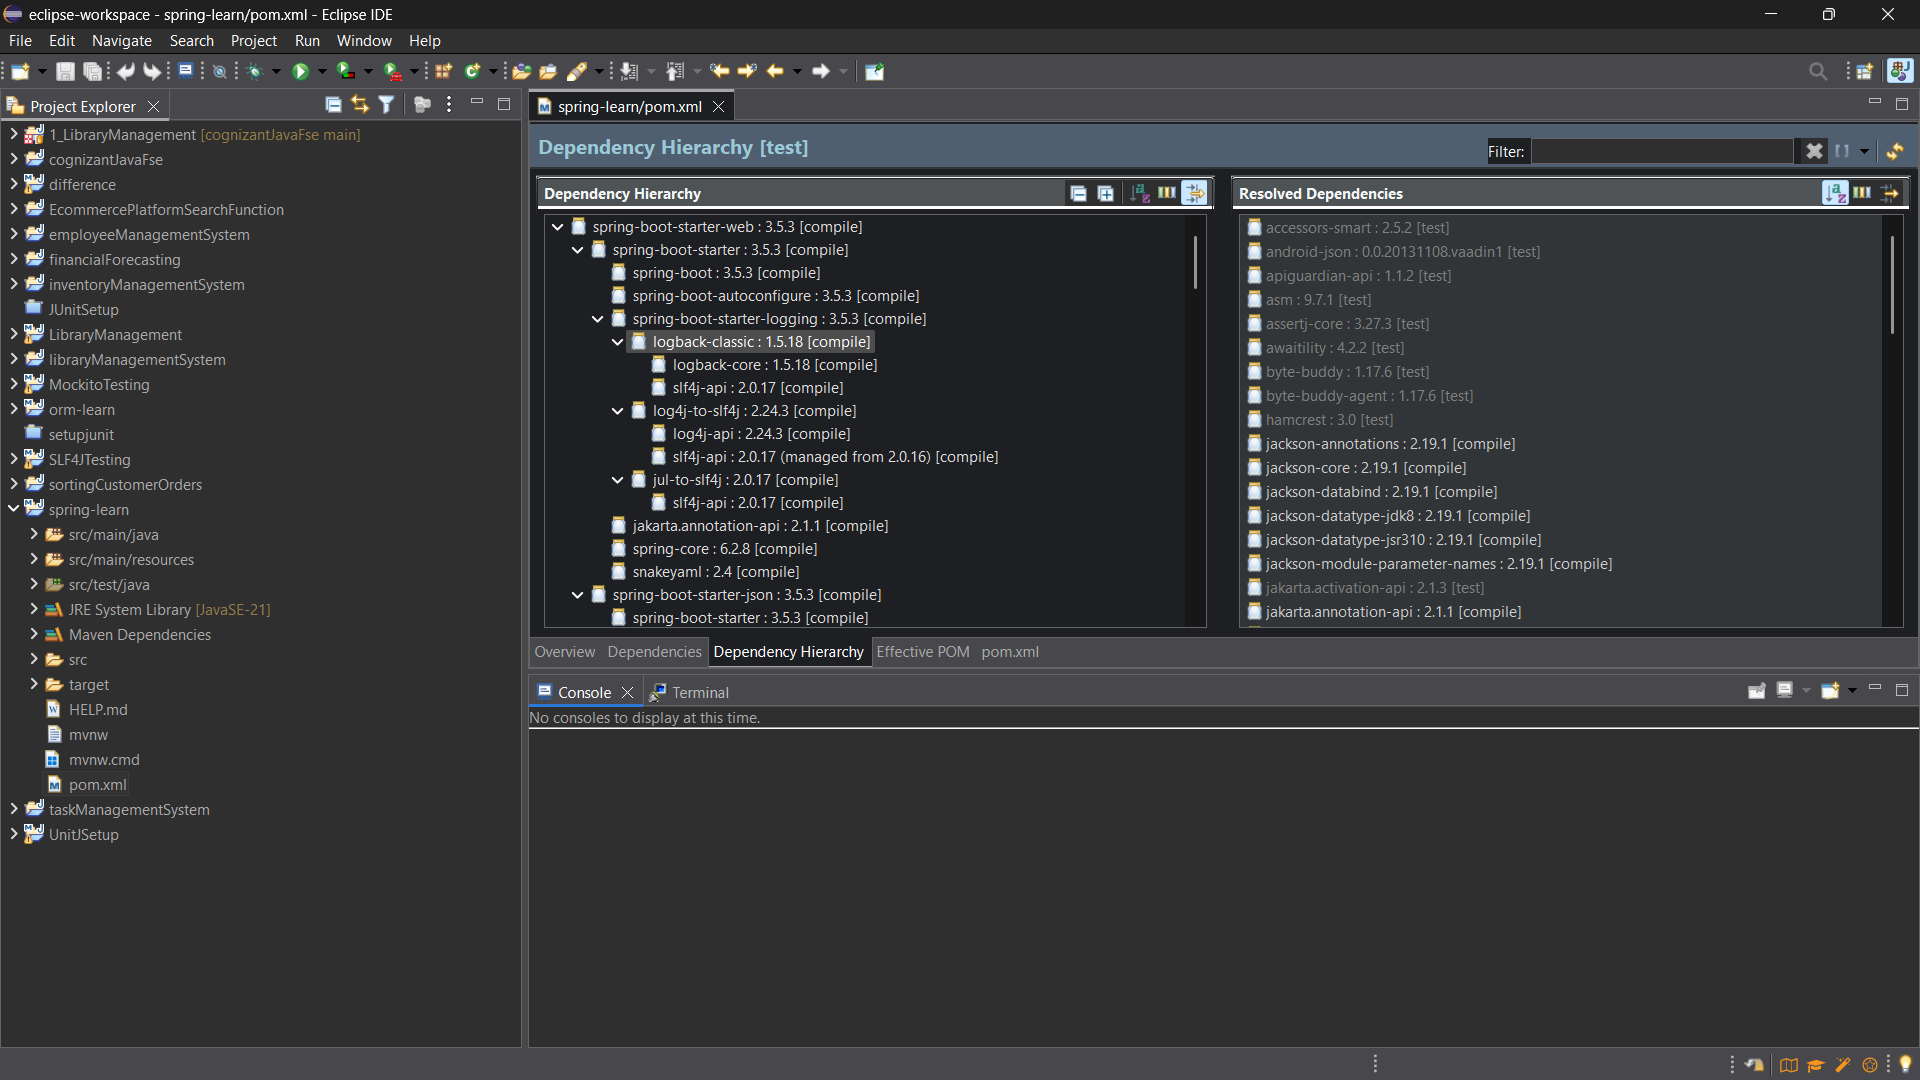 eclipse-workspace - spring-learn/pom.xml - Eclipse IDE
File Edit Navigate Search Project Run Window Help
Project Explorer
1_LibraryManagement [cognizantJavaFse main]
cognizantJavaFse
difference
EcommercePlatformSearchFunction
employeeManagementSystem
financialForecasting
inventoryManagementSystem
JUnitSetup
LibraryManagement
libraryManagementSystem
MockitoTesting
orm-learn
setupjunit
SLF4JTesting
sortingCustomerOrders
spring-learn
src/main/java
src/main/resources
src/test/java
JRE System Library [JavaSE-21]
Maven Dependencies
src
target
HELP.md
mvnw
mvnw.cmd
pom.xml
taskManagementSystem
UnitJSetup
spring-learn/pom.xml
Dependency Hierarchy [test]
Filter:
Dependency Hierarchy
spring-boot-starter-web : 3.5.3 [compile]
spring-boot-starter : 3.5.3 [compile]
spring-boot : 3.5.3 [compile]
spring-boot-autoconfigure : 3.5.3 [compile]
spring-boot-starter-logging : 3.5.3 [compile]
logback-classic : 1.5.18 [compile]
logback-core : 1.5.18 [compile]
slf4j-api : 2.0.17 [compile]
log4j-to-slf4j : 2.24.3 [compile]
log4j-api : 2.24.3 [compile]
slf4j-api : 2.0.17 (managed from 2.0.16) [compile]
jul-to-slf4j : 2.0.17 [compile]
slf4j-api : 2.0.17 [compile]
jakarta.annotation-api : 2.1.1 [compile]
spring-core : 6.2.8 [compile]
snakeyaml : 2.4 [compile]
spring-boot-starter-json : 3.5.3 [compile]
spring-boot-starter : 3.5.3 [compile]
Resolved Dependencies
accessors-smart : 2.5.2 [test]
android-json : 0.0.20131108.vaadin1 [test]
apiguardian-api : 1.1.2 [test]
asm : 9.7.1 [test]
assertj-core : 3.27.3 [test]
awaitility : 4.2.2 [test]
byte-buddy : 1.17.6 [test]
byte-buddy-agent : 1.17.6 [test]
hamcrest : 3.0 [test]
jackson-annotations : 2.19.1 [compile]
jackson-core : 2.19.1 [compile]
jackson-databind : 2.19.1 [compile]
jackson-datatype-jdk8 : 2.19.1 [compile]
jackson-datatype-jsr310 : 2.19.1 [compile]
jackson-module-parameter-names : 2.19.1 [compile]
jakarta.activation-api : 2.1.3 [test]
jakarta.annotation-api : 2.1.1 [compile]
Overview Dependencies Dependency Hierarchy Effective POM pom.xml
Console Terminal
No consoles to display at this time.